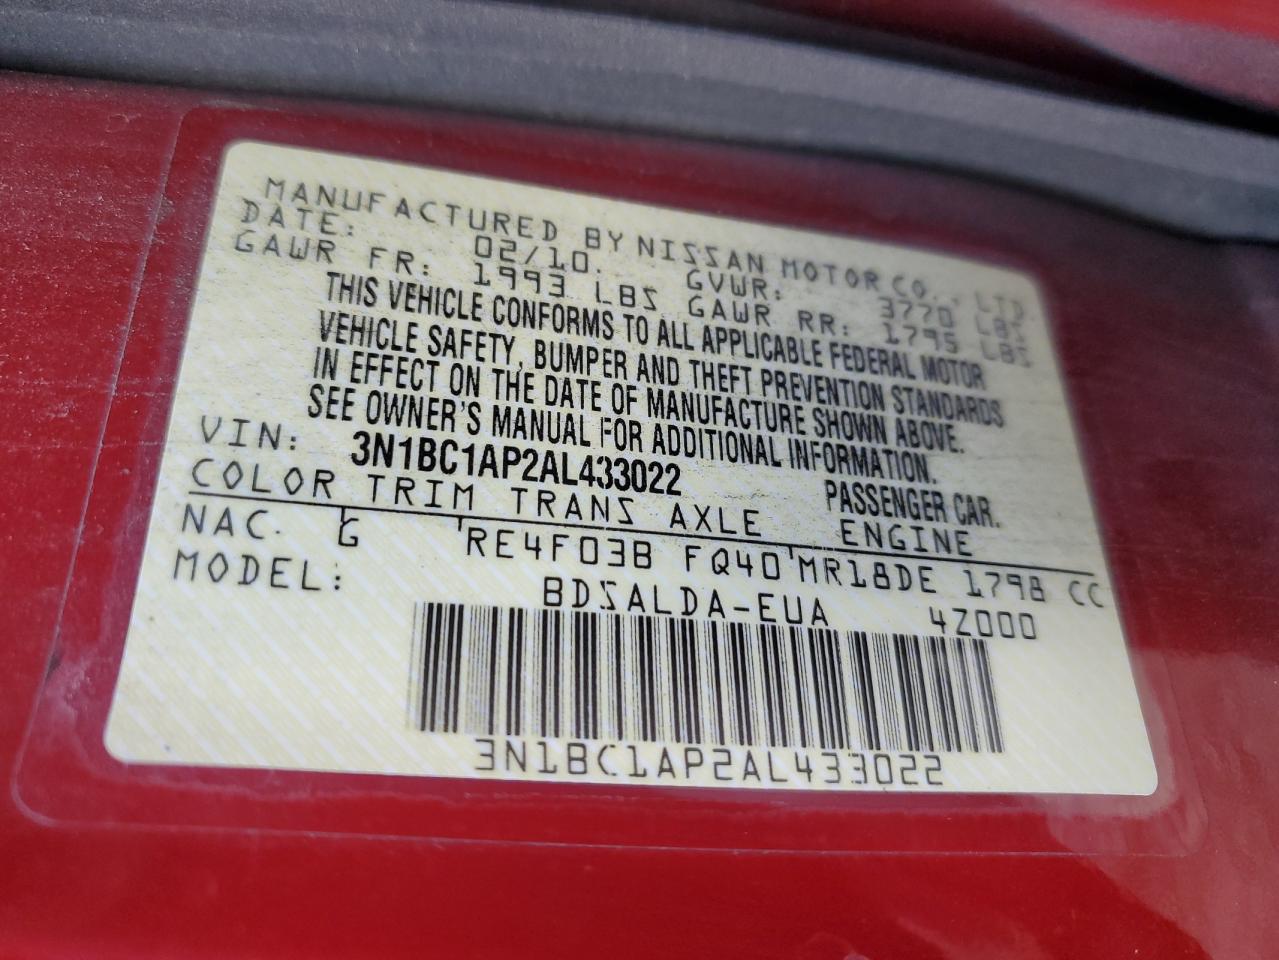 MANUFACTURED BY NISSAN MOTOR CO., LTD
DATE: 02/10. GVWR: 3770 LBS
GAWR FR: 1993 LBS GAWR RR: 1795 LBS
THIS VEHICLE CONFORMS TO ALL APPLICABLE FEDERAL MOTOR
VEHICLE SAFETY, BUMPER AND THEFT PREVENTION STANDARDS
IN EFFECT ON THE DATE OF MANUFACTURE SHOWN ABOVE.
SEE OWNER'S MANUAL FOR ADDITIONAL INFORMATION.
VIN: 3N1BC1AP2AL433022 PASSENGER CAR.
COLOR TRIM TRANS AXLE ENGINE
NAC. G RE4F03B FQ40 MR18DE 1798 CC
MODEL: BDSALDA-EUA 4Z000
3N1BC1AP2AL433022